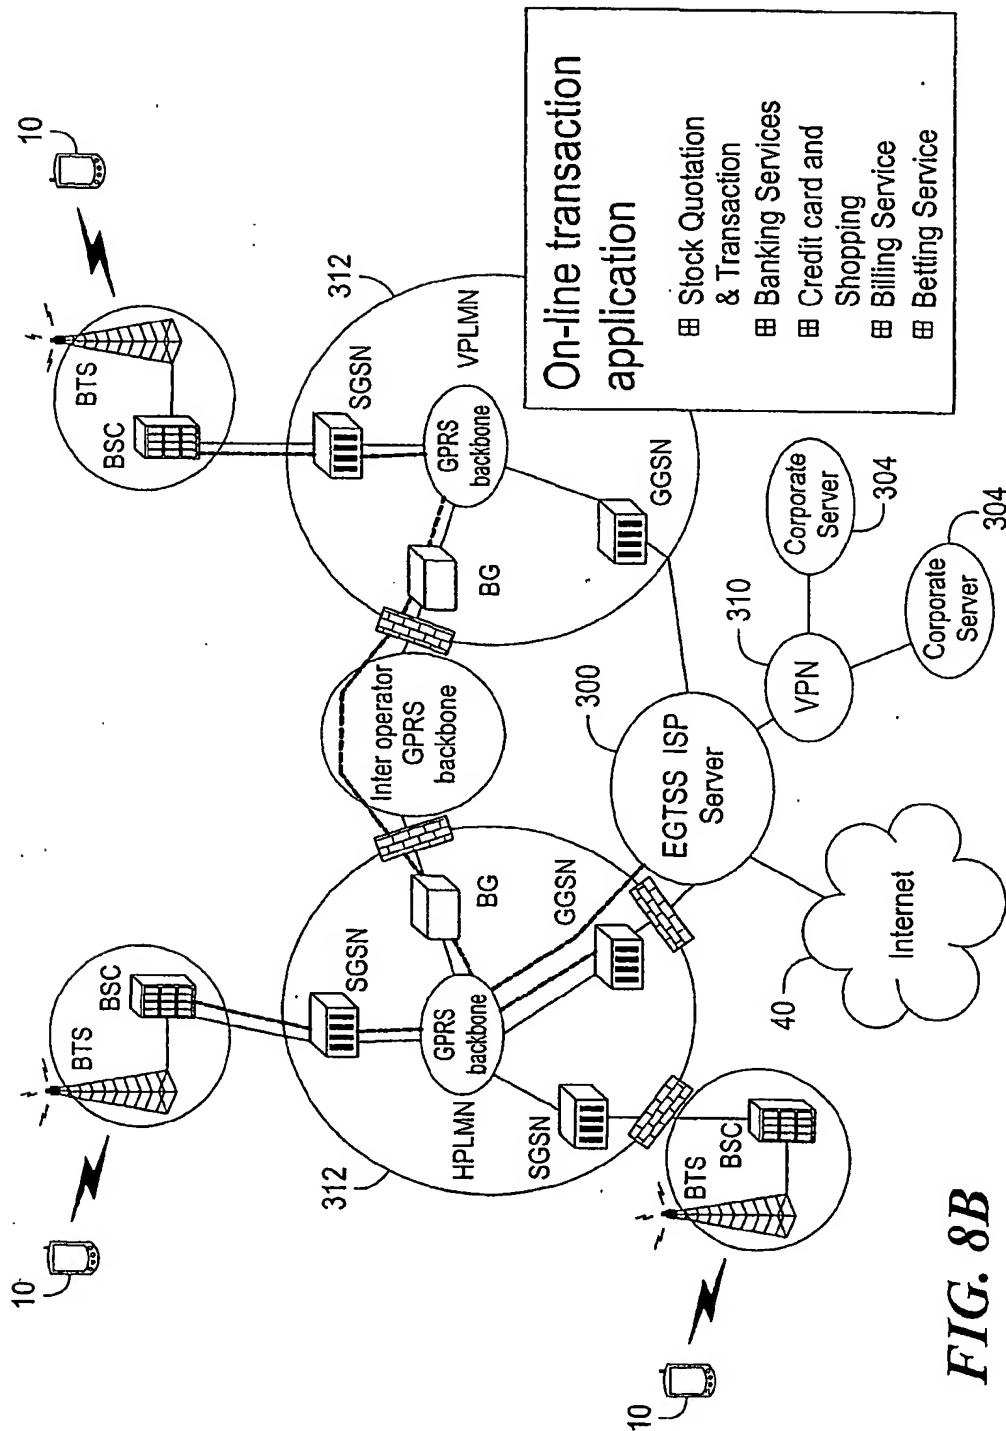 10
BTS
BSC
10
BTS
BSC
10
312
SGSN
GPRS
backbone
HPLMN
BG
GGSN
SGSN
Inter operator
GPRS
backbone
312
SGSN
VPLMN
GPRS
backbone
BG
GGSN
BTS
BSC
300
EGTSS ISP
Server
310
VPN
Corporate
Server
304
Corporate
Server
304
40
Internet
On-line transaction
application
Stock Quotation
& Transaction
Banking Services
Credit card and
Shopping
Billing Service
Betting Service
FIG. 8B